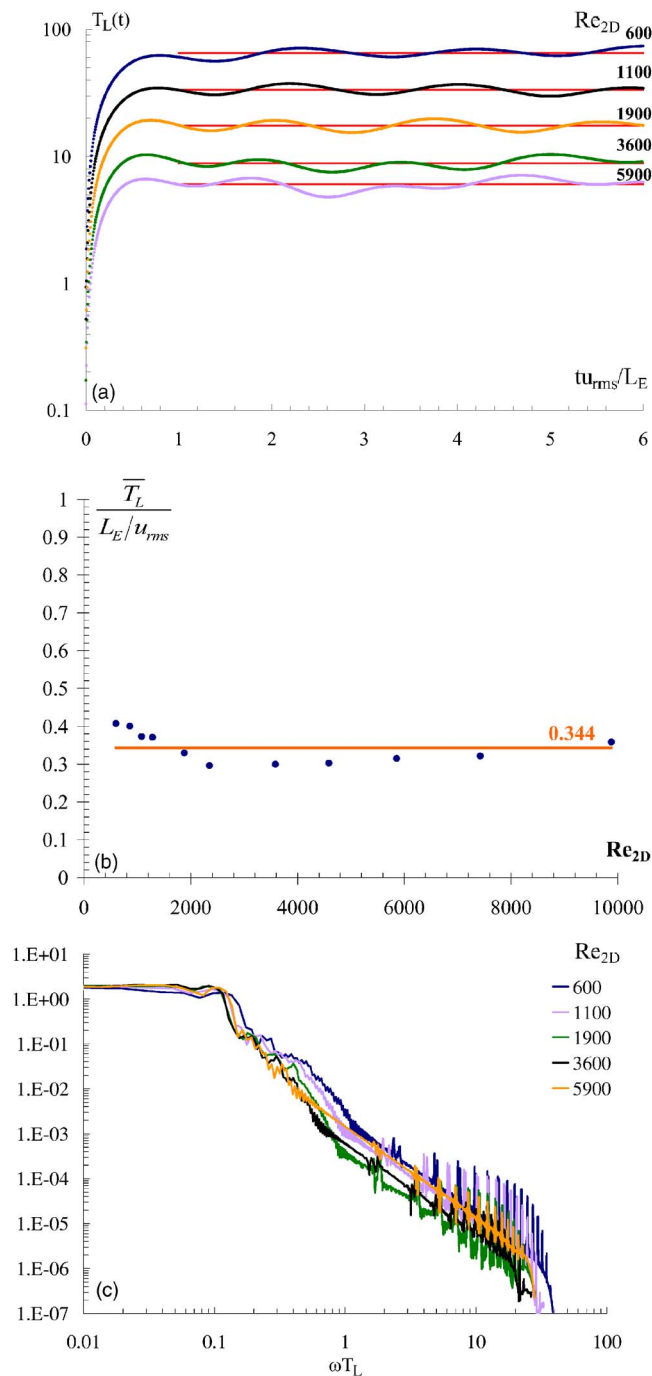 T_L(t)
Re_2D
100
600
1100
1900
10
3600
5900
1
tu_rms/L_E
(a)
0.1
0 1 2 3 4 5 6
1
\overline{T_L}
L_E/u_rms
0.9
0.8
0.7
0.6
0.5
0.4
0.344
0.3
0.2
0.1
(b)
Re_2D
0
0 2000 4000 6000 8000 10000
Re_2D
1.E+01
600
1.E+00
1100
1.E-01
1900
3600
1.E-02
5900
1.E-03
1.E-04
1.E-05
1.E-06
(c)
1.E-07
0.01 0.1 1 10 100
ωT_L